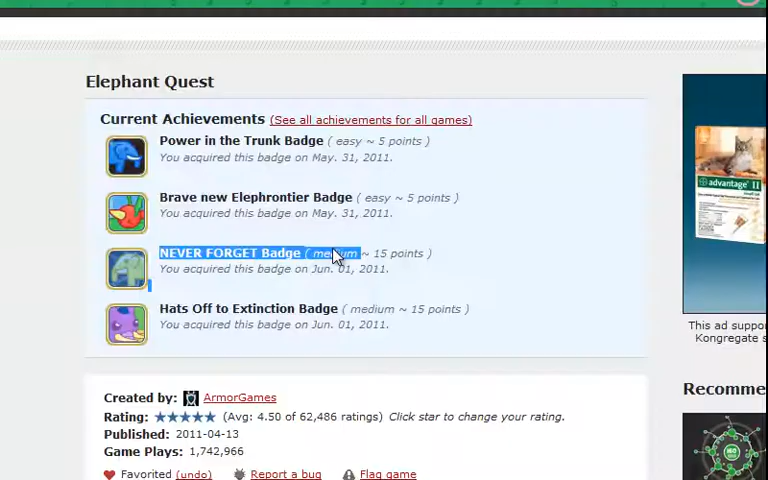 Elephant Quest
Current Achievements (See all achievements for all games)
Power in the Trunk Badge ( easy ~ 5 points )
You acquired this badge on May. 31, 2011.
Brave new Elephrontier Badge ( easy ~ 5 points )
You acquired this badge on May. 31, 2011.
NEVER FORGET Badge ( medium ~ 15 points )
You acquired this badge on Jun. 01, 2011.
Hats Off to Extinction Badge ( medium ~ 15 points )
You acquired this badge on Jun. 01, 2011.
Created by: ArmorGames
Rating: (Avg: 4.50 of 62,486 ratings) Click star to change your rating.
Published: 2011-04-13
Game Plays: 1,742,966
Favorited (undo) Report a bug Flag game
advantage II
This ad suppo
Kongregate s
Recomme